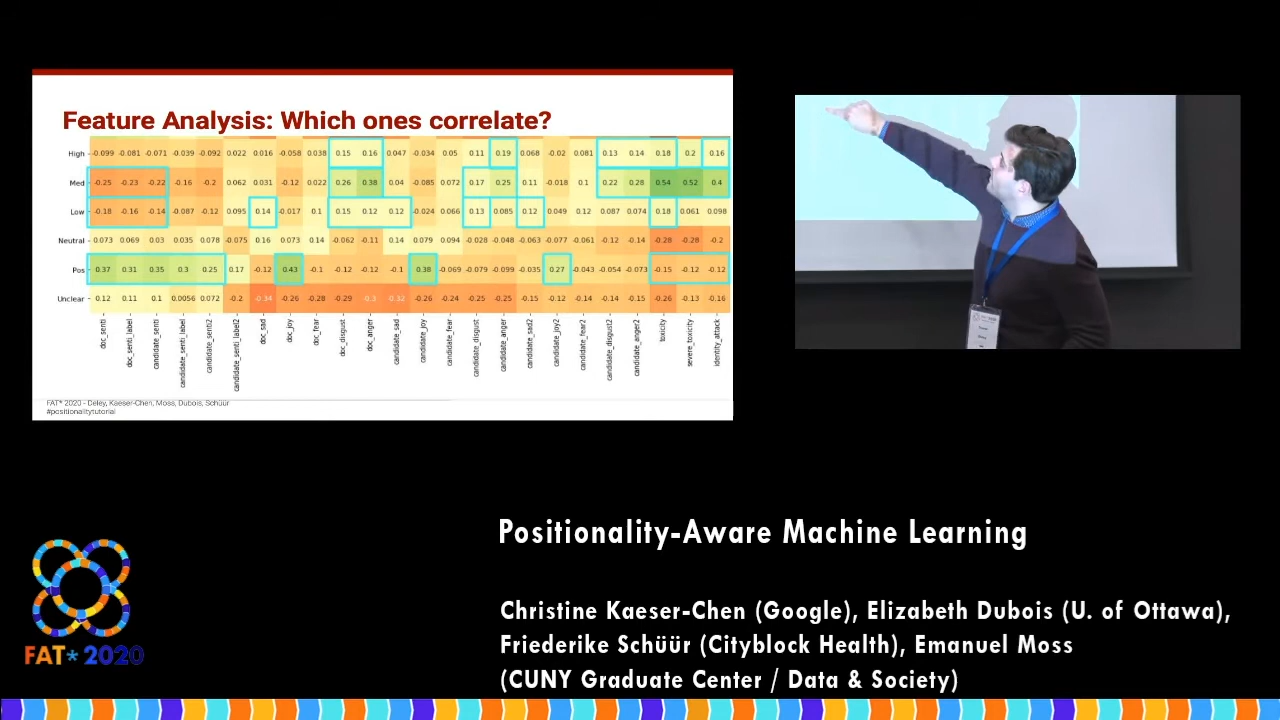 Feature Analysis: Which ones correlate?
High -0.099 -0.081 -0.071 -0.039 -0.092 0.022 0.016 -0.058 0.038 0.15 0.16 0.047 -0.034 0.05 0.11 0.19 0.068 -0.02 0.081 0.13 0.14 0.18 0.2 0.16
Med -0.25 -0.23 -0.22 -0.16 -0.2 0.062 0.031 -0.12 0.022 0.26 0.38 0.04 -0.085 0.072 0.17 0.25 0.11 -0.018 0.1 0.22 0.28 0.54 0.52 0.4
Low -0.18 -0.16 -0.14 -0.087 -0.12 0.095 0.14 -0.017 0.1 0.15 0.12 0.12 -0.024 0.066 0.13 0.085 0.12 0.049 0.12 0.087 0.074 0.18 0.061 0.098
Neutral 0.073 0.069 0.03 0.035 0.078 -0.075 0.16 0.073 0.14 -0.062 -0.11 0.14 0.079 0.094 -0.028 -0.048 -0.063 -0.077 -0.061 -0.12 -0.14 -0.28 -0.28 -0.2
Pos 0.37 0.31 0.35 0.3 0.25 0.17 -0.12 0.43 -0.1 -0.12 -0.12 -0.1 0.38 -0.069 -0.079 -0.099 -0.035 0.27 -0.043 -0.054 -0.073 -0.15 -0.12 -0.12
Unclear 0.12 0.11 0.1 0.0056 0.072 -0.2 -0.34 -0.26 -0.28 -0.29 -0.3 -0.32 -0.26 -0.24 -0.25 -0.25 -0.15 -0.12 -0.14 -0.14 -0.15 -0.26 -0.13 -0.16
doc_senti
doc_senti_label
candidate_senti
candidate_senti_label
candidate_senti2
candidate_senti_label2
doc_sad
doc_joy
doc_fear
doc_disgust
doc_anger
candidate_sad
candidate_joy
candidate_fear
candidate_disgust
candidate_anger
candidate_sad2
candidate_joy2
candidate_fear2
candidate_disgust2
candidate_anger2
toxicity
severe_toxicity
identity_attack
FAT* 2020 - Deley, Kaeser-Chen, Moss, Dubois, Schüür
#positionalitytutorial
Positionality-Aware Machine Learning
Christine Kaeser-Chen (Google), Elizabeth Dubois (U. of Ottawa),
Friederike Schüür (Cityblock Health), Emanuel Moss
(CUNY Graduate Center / Data & Society)
FAT* 2020